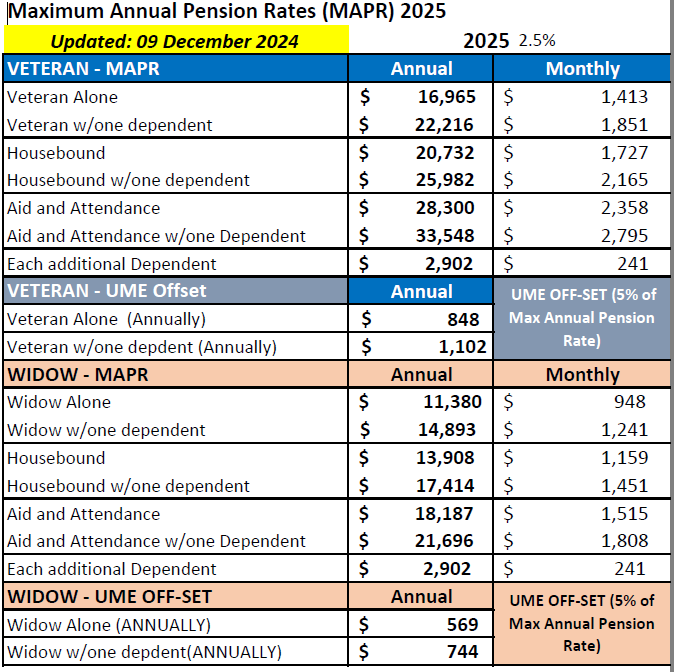 Maximum Annual Pension Rates (MAPR) 2025
Updated: 09 December 2024 2025 2.5%
VETERAN - MAPR Annual Monthly
Veteran Alone $ 16,965 $ 1,413
Veteran w/one dependent $ 22,216 $ 1,851
Housebound $ 20,732 $ 1,727
Housebound w/one dependent $ 25,982 $ 2,165
Aid and Attendance $ 28,300 $ 2,358
Aid and Attendance w/one Dependent $ 33,548 $ 2,795
Each additional Dependent $ 2,902 $ 241
VETERAN - UME Offset Annual UME OFF-SET (5% of
Veteran Alone (Annually) $ 848 Max Annual Pension
Veteran w/one depdent (Annually) $ 1,102 Rate)
WIDOW - MAPR Annual Monthly
Widow Alone $ 11,380 $ 948
Widow w/one dependent $ 14,893 $ 1,241
Housebound $ 13,908 $ 1,159
Housebound w/one dependent $ 17,414 $ 1,451
Aid and Attendance $ 18,187 $ 1,515
Aid and Attendance w/one Dependent $ 21,696 $ 1,808
Each additional Dependent $ 2,902 $ 241
WIDOW - UME OFF-SET Annual UME OFF-SET (5% of
Widow Alone (ANNUALLY) $ 569 Max Annual Pension
Widow w/one depdent(ANNUALLY) $ 744 Rate)